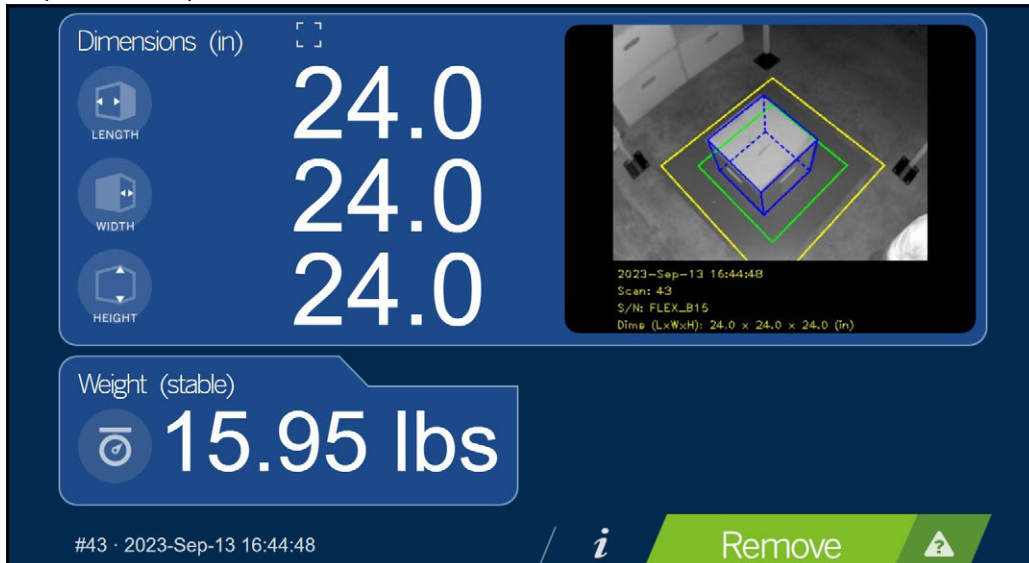 Dimensions (in)
LENGTH
24.0
WIDTH
24.0
HEIGHT
24.0
2023-Sep-13 16:44:48
Scan: 43
S/N: FLEX_B15
Dims (LxWxH): 24.0 x 24.0 x 24.0 (in)
Weight (stable)
15.95 lbs
#43 · 2023-Sep-13 16:44:48
i
Remove
?